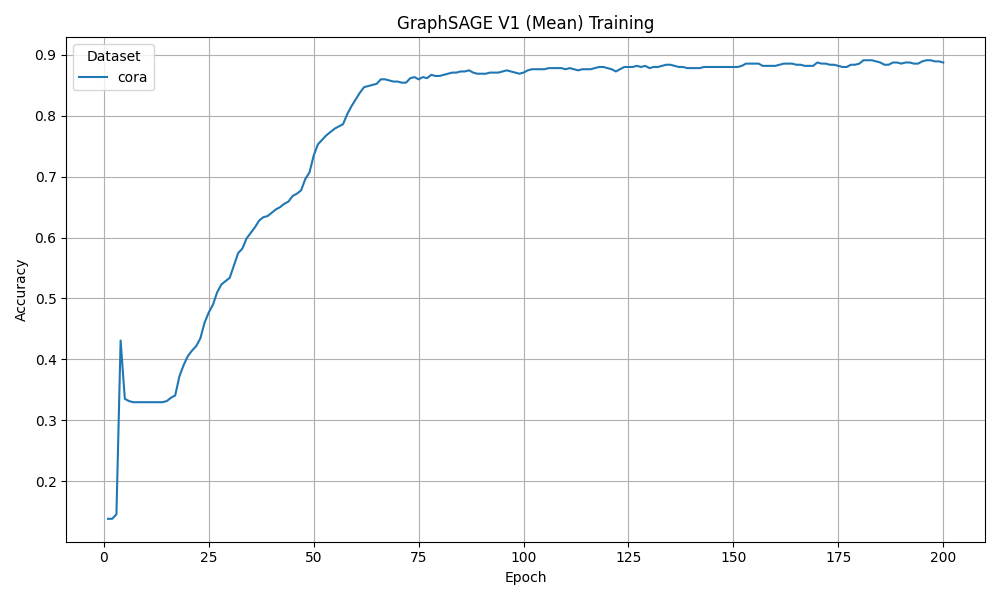 GraphSAGE V1 (Mean) Training
Dataset
cora
Accuracy
0.9
0.8
0.7
0.6
0.5
0.4
0.3
0.2
0 25 50 75 100 125 150 175 200
Epoch